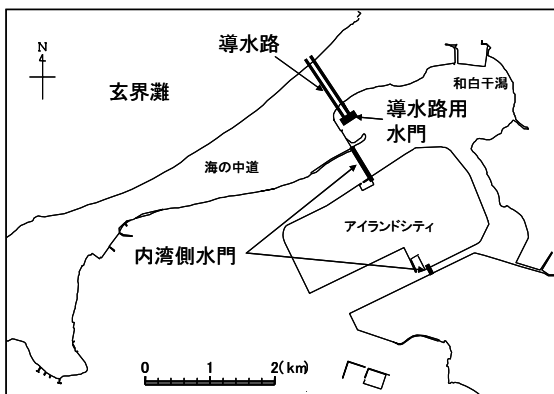 N
導水路
玄界灘
和白干潟
導水路用
水門
海の中道
アイランドシティ
内湾側水門
0 1 2(km)